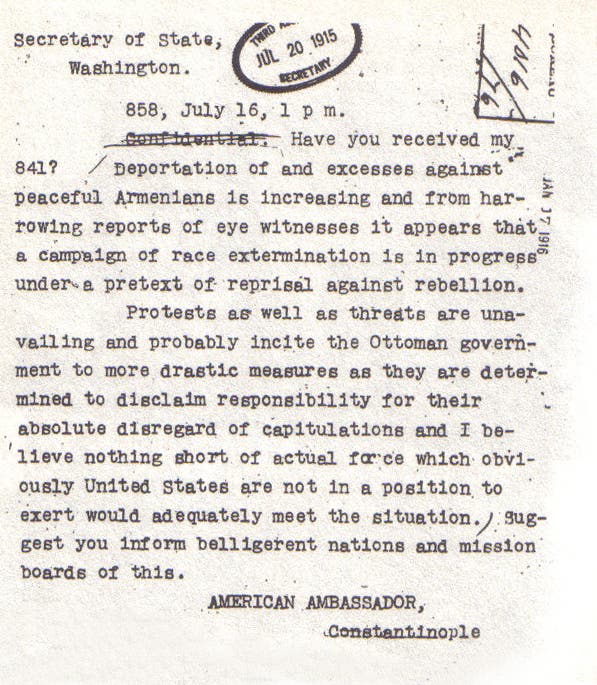 Secretary of State,
Washington.
THIRD
JUL 20 1915
SECRETARY
858, July 16, 1 p m.
Confidential. Have you received my
841? Deportation of and excesses against
peaceful Armenians is increasing and from har-
rowing reports of eye witnesses it appears that
a campaign of race extermination is in progress
under a pretext of reprisal against rebellion.
Protests as well as threats are una-
vailing and probably incite the Ottoman govern-
ment to more drastic measures as they are deter-
mined to disclaim responsibility for their
absolute disregard of capitulations and I be-
lieve nothing short of actual force which obvi-
ously United States are not in a position to
exert would adequately meet the situation. Sug-
gest you inform belligerent nations and mission
boards of this.
AMERICAN AMBASSADOR,
Constantinople
76
JAN 1916